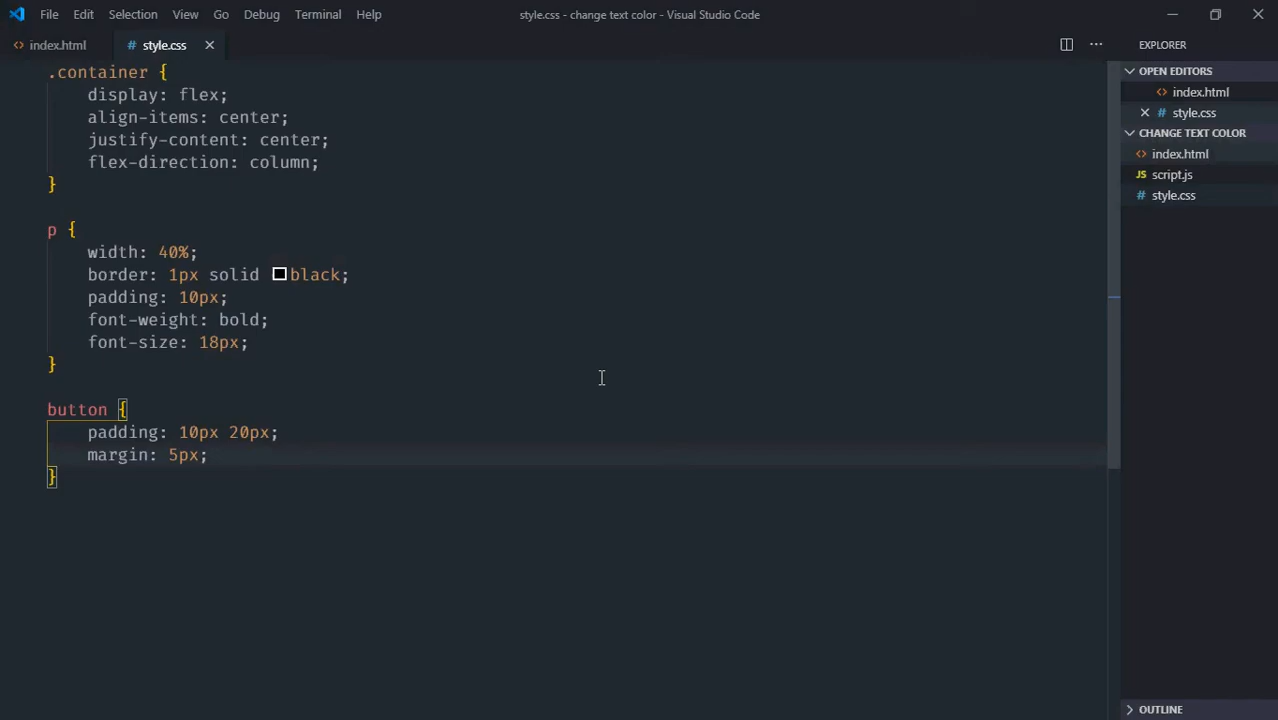 File Edit Selection View Go Debug Terminal Help style.css - change text color - Visual Studio Code
<> index.html # style.css
.container {
    display: flex;
    align-items: center;
    justify-content: center;
    flex-direction: column;
}
p {
    width: 40%;
    border: 1px solid black;
    padding: 10px;
    font-weight: bold;
    font-size: 18px;
}
button {
    padding: 10px 20px;
    margin: 5px;
}
EXPLORER
OPEN EDITORS
<> index.html
# style.css
CHANGE TEXT COLOR
<> index.html
JS script.js
# style.css
OUTLINE